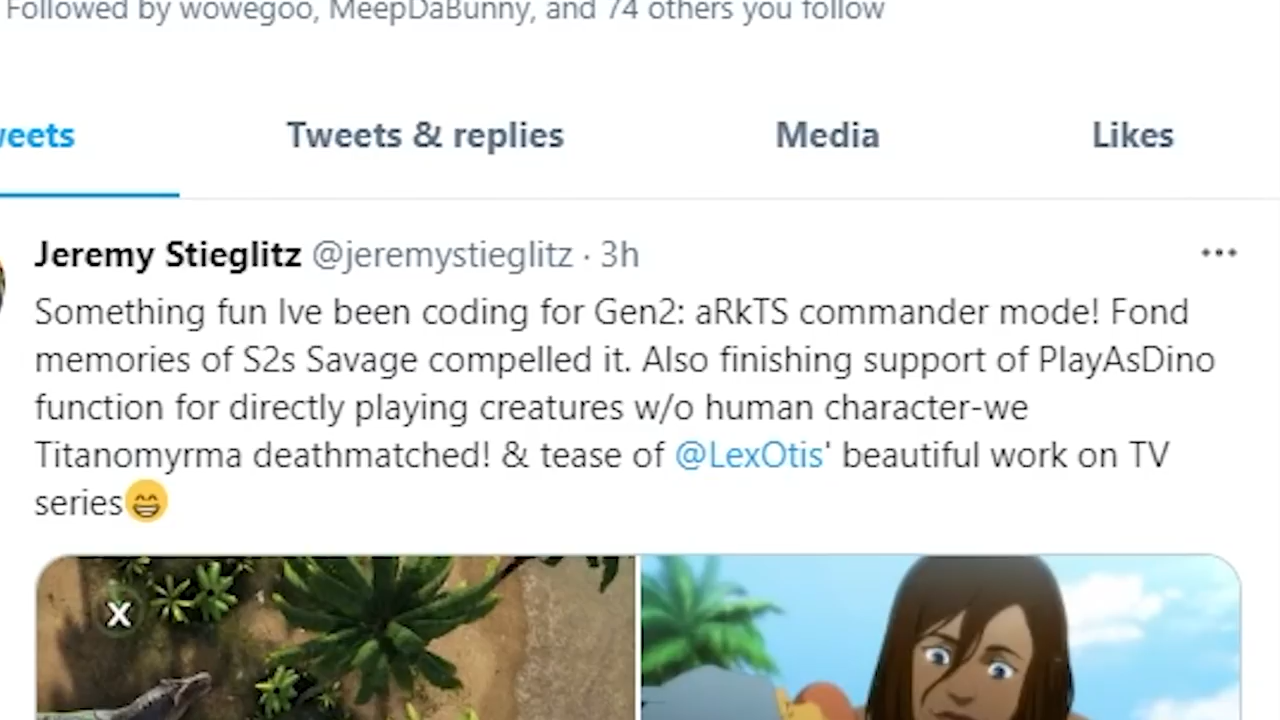 Followed by wowegoo, MeepDaBunny, and 74 others you follow
weets Tweets & replies Media Likes
Jeremy Stieglitz @jeremystieglitz · 3h
Something fun Ive been coding for Gen2: aRkTS commander mode! Fond
memories of S2s Savage compelled it. Also finishing support of PlayAsDino
function for directly playing creatures w/o human character-we
Titanomyrma deathmatched! & tease of @LexOtis' beautiful work on TV
series😁
X